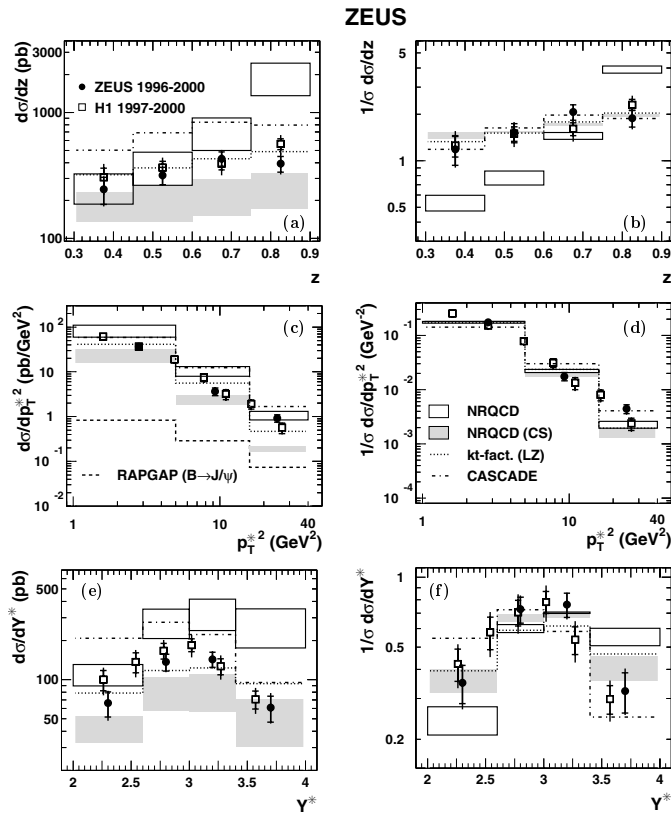 ZEUS
dσ/dz (pb)
3000
1000
100
ZEUS 1996-2000
H1 1997-2000
(a)
0.3 0.4 0.5 0.6 0.7 0.8 0.9
z
1/σ dσ/dz
5
1
0.5
(b)
0.3 0.4 0.5 0.6 0.7 0.8 0.9
z
dσ/dp*T² (pb/GeV²)
10²
10
1
10⁻¹
10⁻²
(c)
RAPGAP (B→J/ψ)
1 10 40
p*T² (GeV²)
1/σ dσ/dp*T² (GeV⁻²)
10⁻¹
10⁻²
10⁻³
10⁻⁴
(d)
NRQCD
NRQCD (CS)
kt-fact. (LZ)
CASCADE
1 10 40
p*T² (GeV²)
dσ/dY* (pb)
500
100
50
(e)
2 2.5 3 3.5 4
Y*
1/σ dσ/dY*
1
0.5
0.2
(f)
2 2.5 3 3.5 4
Y*